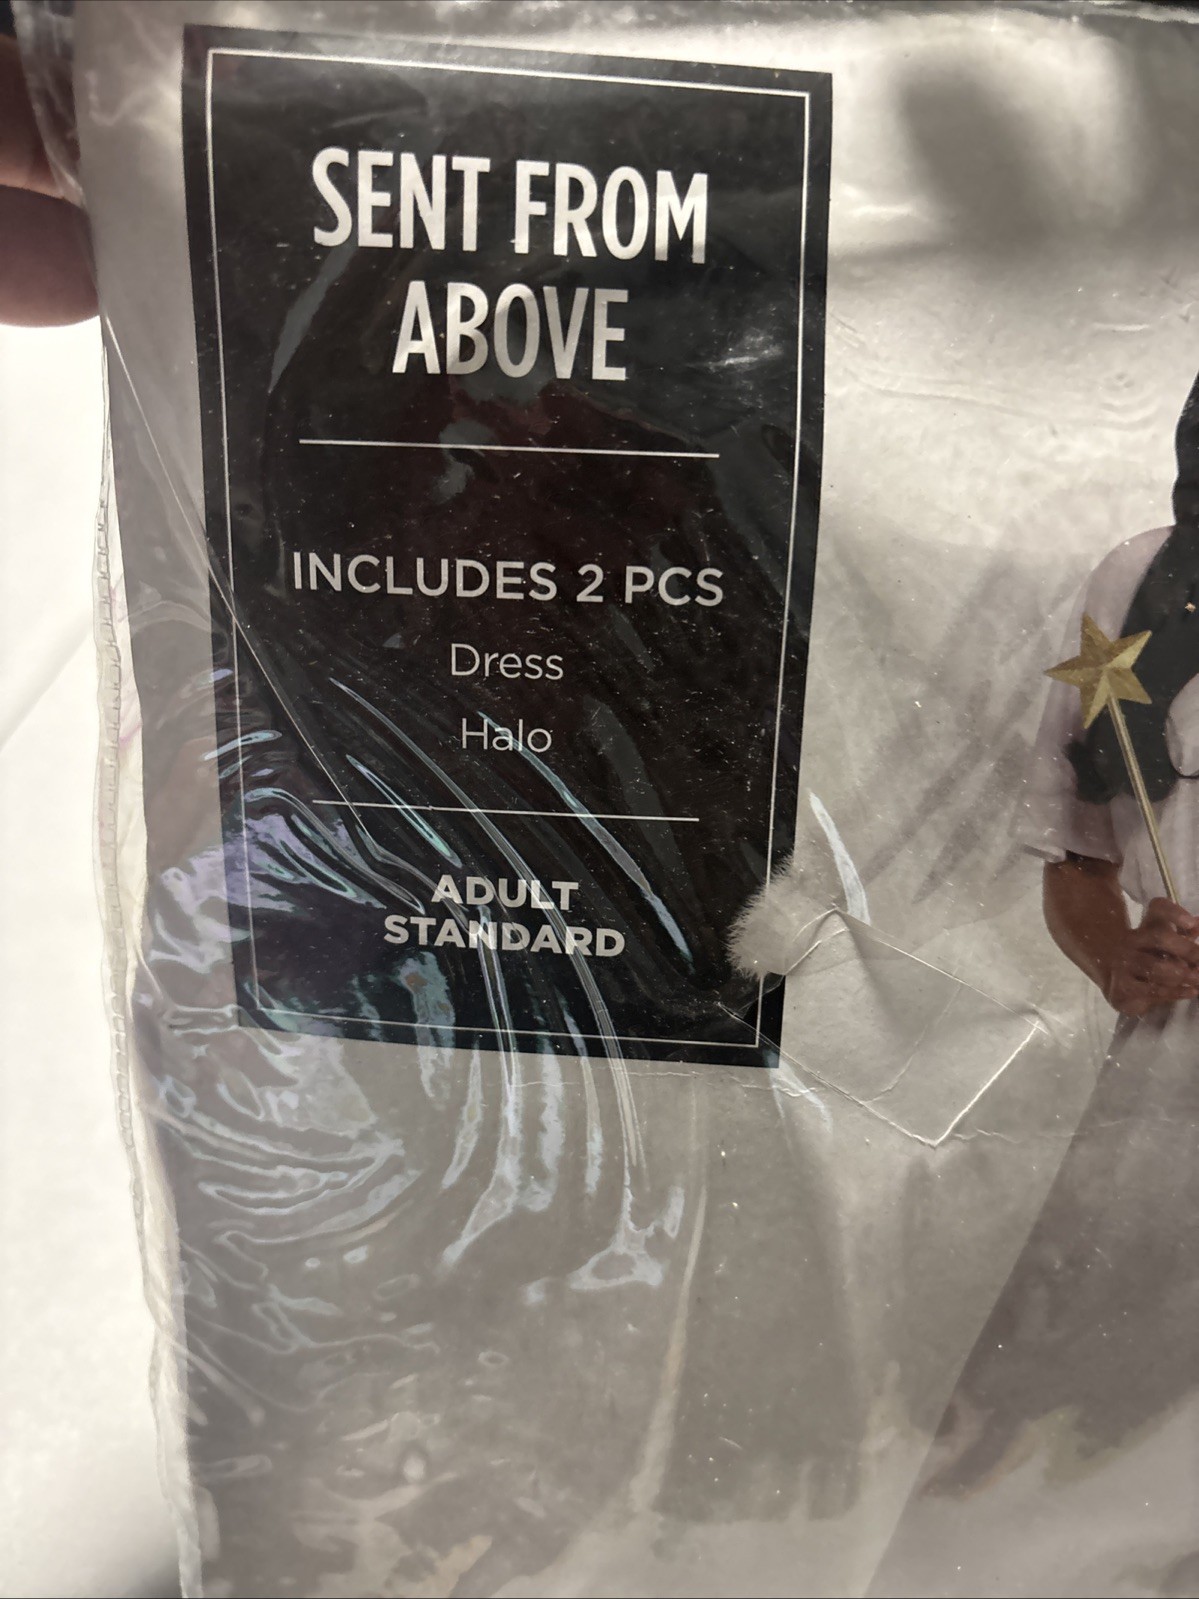 SENT FROM
ABOVE
INCLUDES 2 PCS
Dress
Halo
ADULT
STANDARD